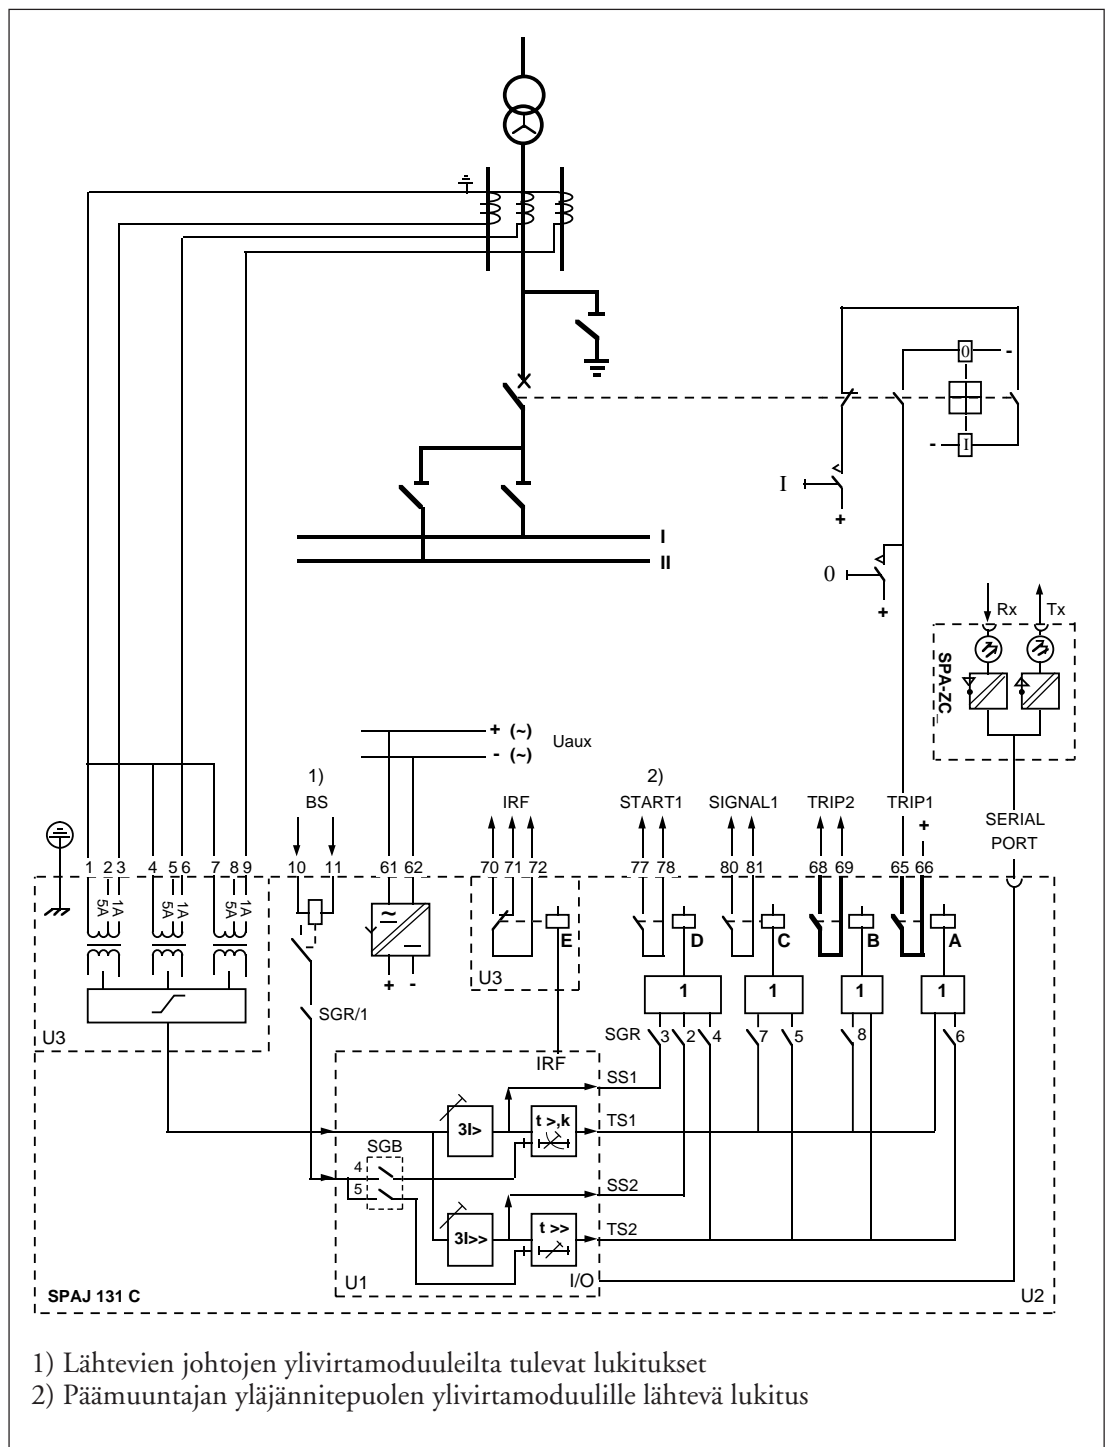 0 -
- I
I
+
0
+
I
II
Rx Tx
SPA-ZC
+ (~)
- (~)
Uaux
1)
BS
IRF
2)
START1
SIGNAL1
TRIP2
TRIP1
+
SERIAL
PORT
1 2 3 4 5 6 7 8 9 10 11 61 62 70 71 72 77 78 80 81 68 69 65 66
5A 1A 5A 1A 5A 1A
~
E D C B A
+ -
U3
1 1 1 1
SGR/1
U3
SGR 3 2 4 7 5 8 6
IRF
SS1
3I> t >,k TS1
SGB
4
5
SS2
3I>> t >> TS2
U1 I/O
SPAJ 131 C U2
1) Lähtevien johtojen ylivirtamoduuleilta tulevat lukitukset
2) Päämuuntajan yläjännitepuolen ylivirtamoduulille lähtevä lukitus